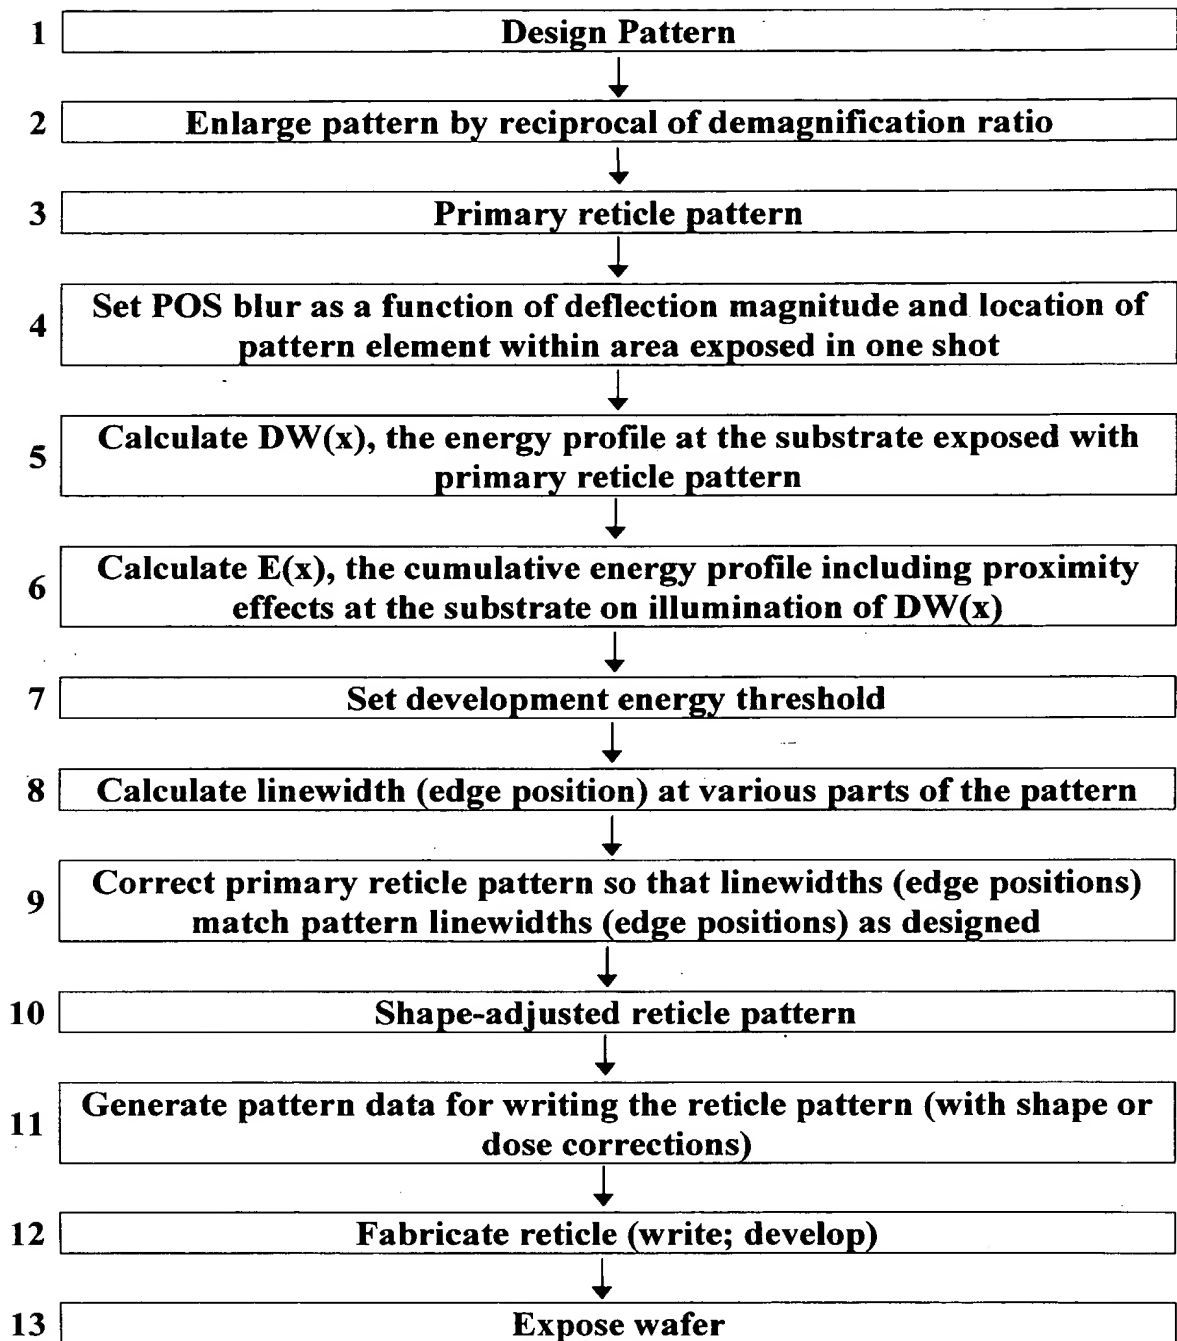 1 Design Pattern
2 Enlarge pattern by reciprocal of demagnification ratio
3 Primary reticle pattern
4 Set POS blur as a function of deflection magnitude and location of
pattern element within area exposed in one shot
5 Calculate DW(x), the energy profile at the substrate exposed with
primary reticle pattern
6 Calculate E(x), the cumulative energy profile including proximity
effects at the substrate on illumination of DW(x)
7 Set development energy threshold
8 Calculate linewidth (edge position) at various parts of the pattern
9 Correct primary reticle pattern so that linewidths (edge positions)
match pattern linewidths (edge positions) as designed
10 Shape-adjusted reticle pattern
11 Generate pattern data for writing the reticle pattern (with shape or
dose corrections)
12 Fabricate reticle (write; develop)
13 Expose wafer